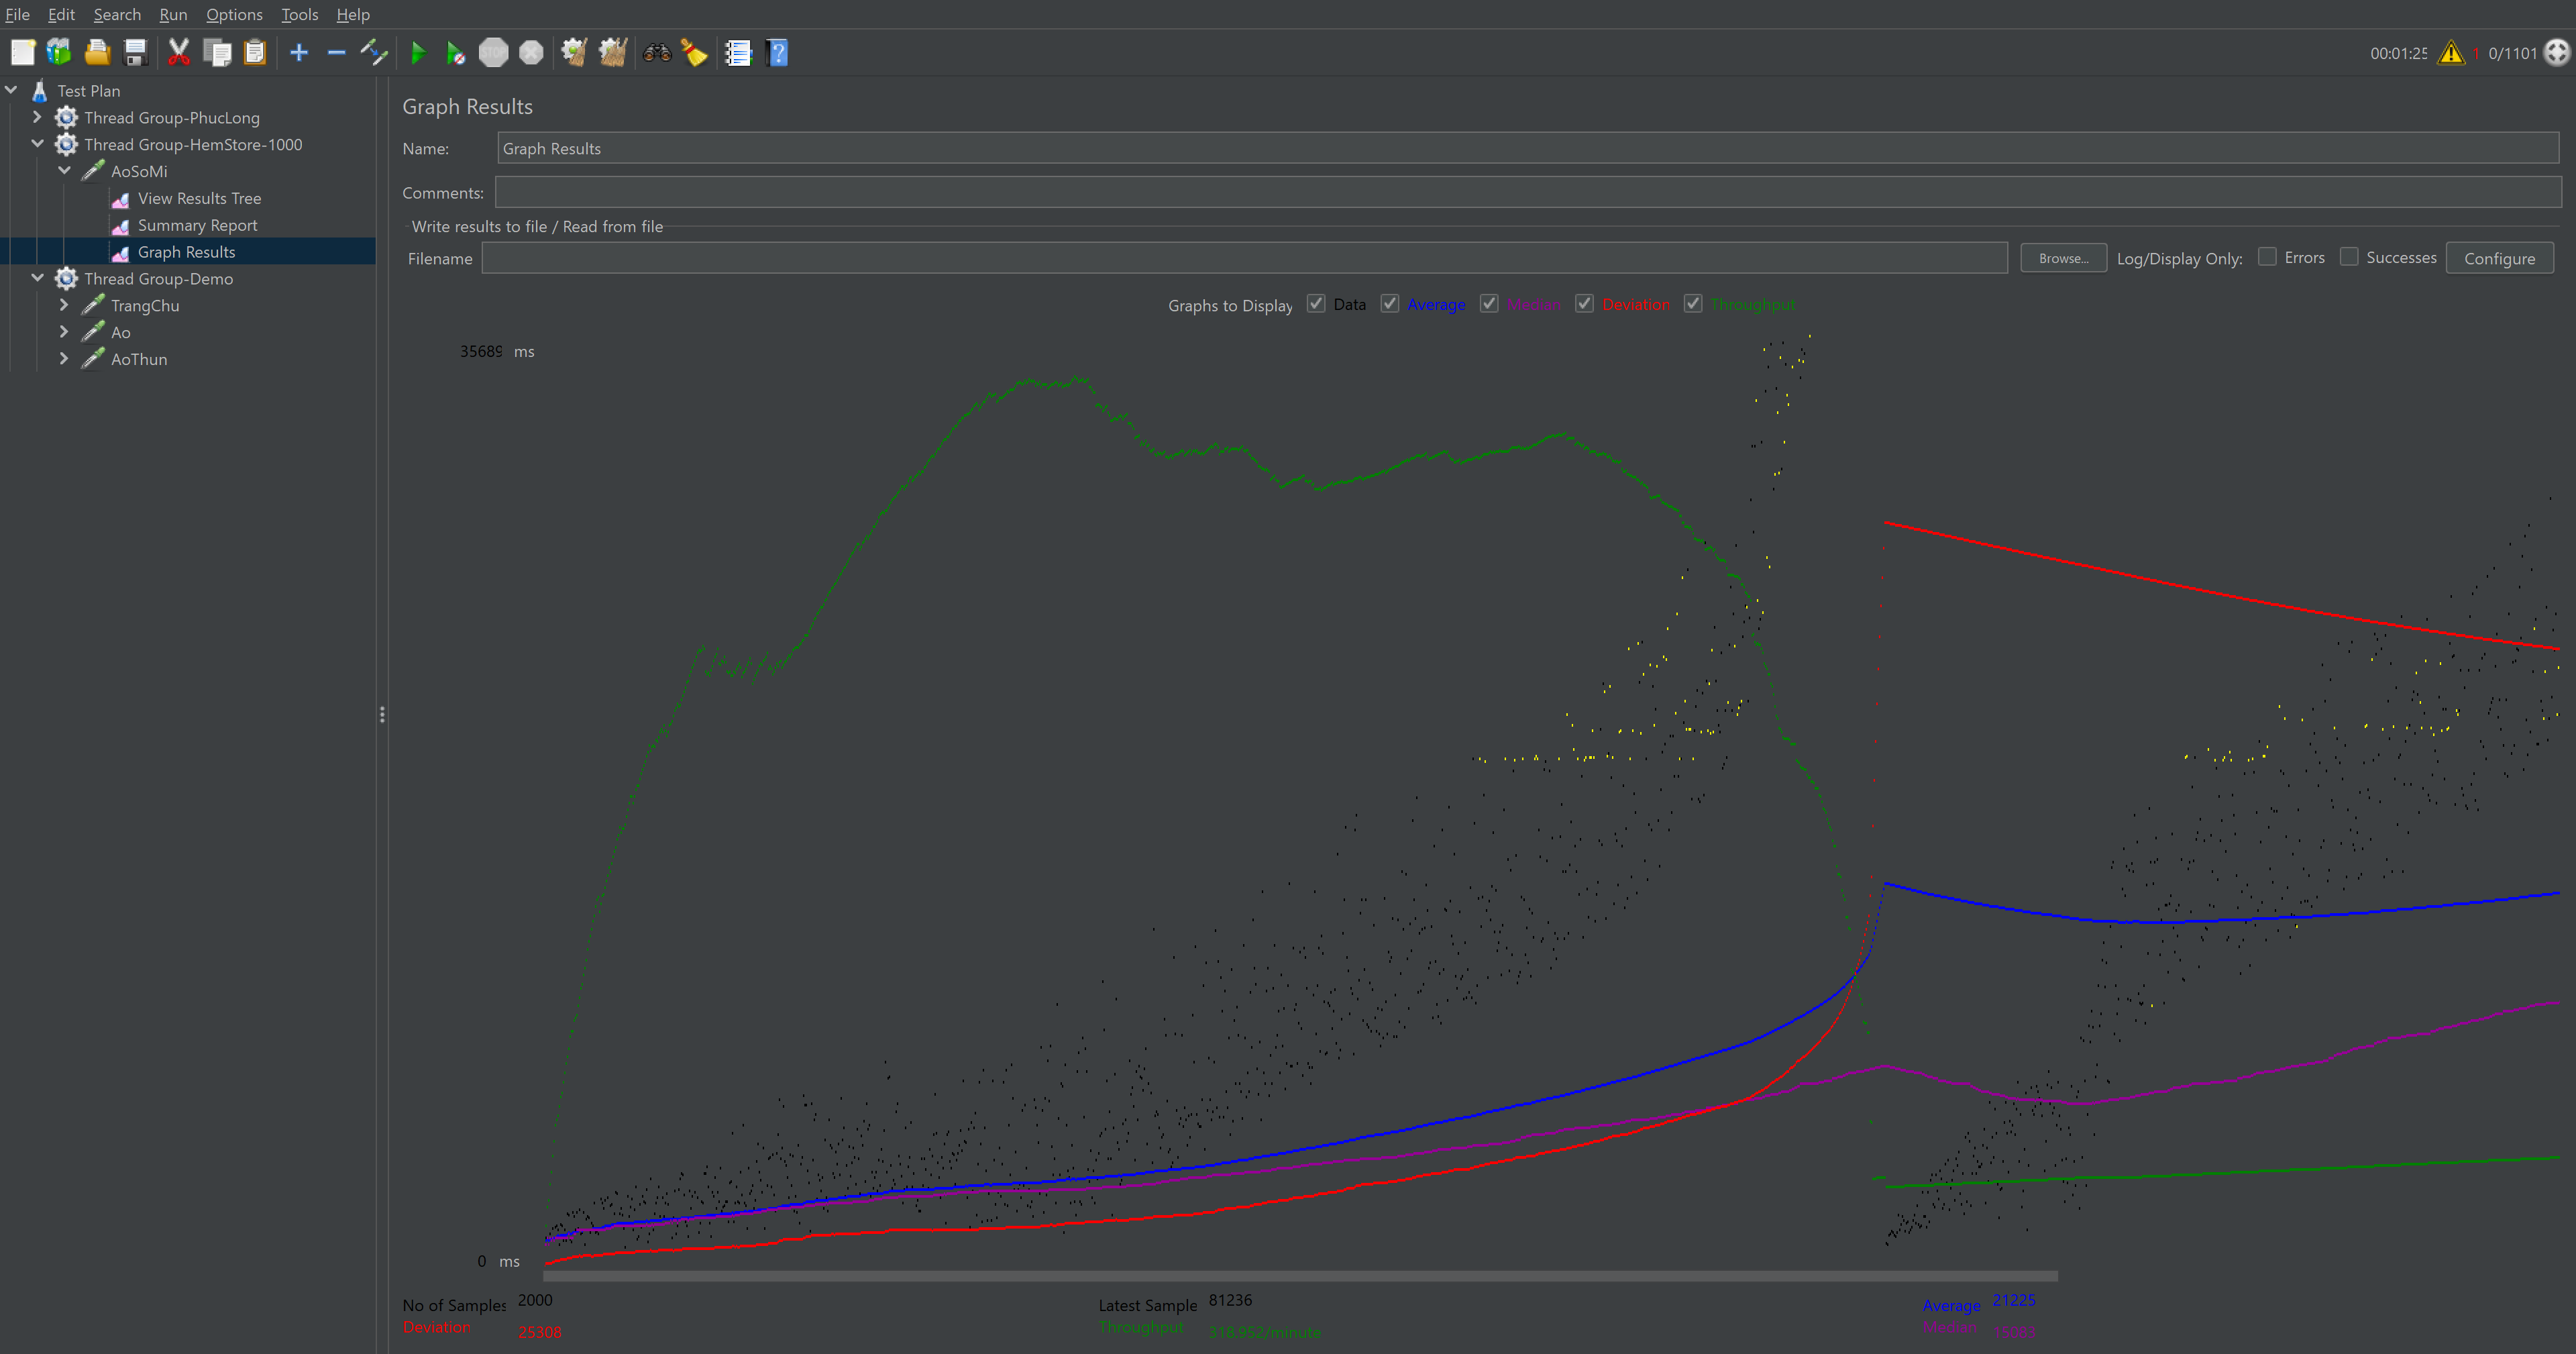 File Edit Search Run Options Tools Help
00:01:25 1 0/1101
Test Plan
Thread Group-PhucLong
Thread Group-HemStore-1000
AoSoMi
View Results Tree
Summary Report
Graph Results
Thread Group-Demo
TrangChu
Ao
AoThun
Graph Results
Name: Graph Results
Comments:
Write results to file / Read from file
Filename Browse... Log/Display Only: Errors Successes Configure
Graphs to Display Data Average Median Deviation Throughput
35689 ms
0 ms
No of Samples 2000 Latest Sample 81236 Average 21225
Deviation 25308 Throughput 318.952/minute Median